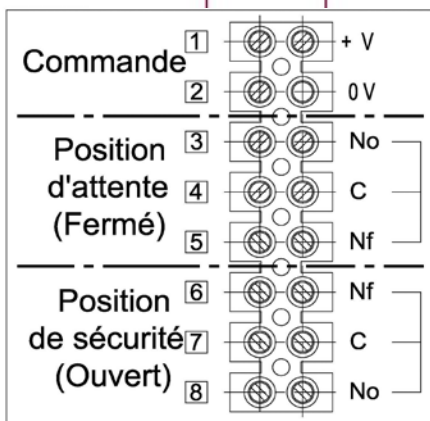 Commande
1 + V
2 0 V
Position
d'attente
(Fermé)
3 No
4 C
5 Nf
Position
de sécurité
(Ouvert)
6 Nf
7 C
8 No